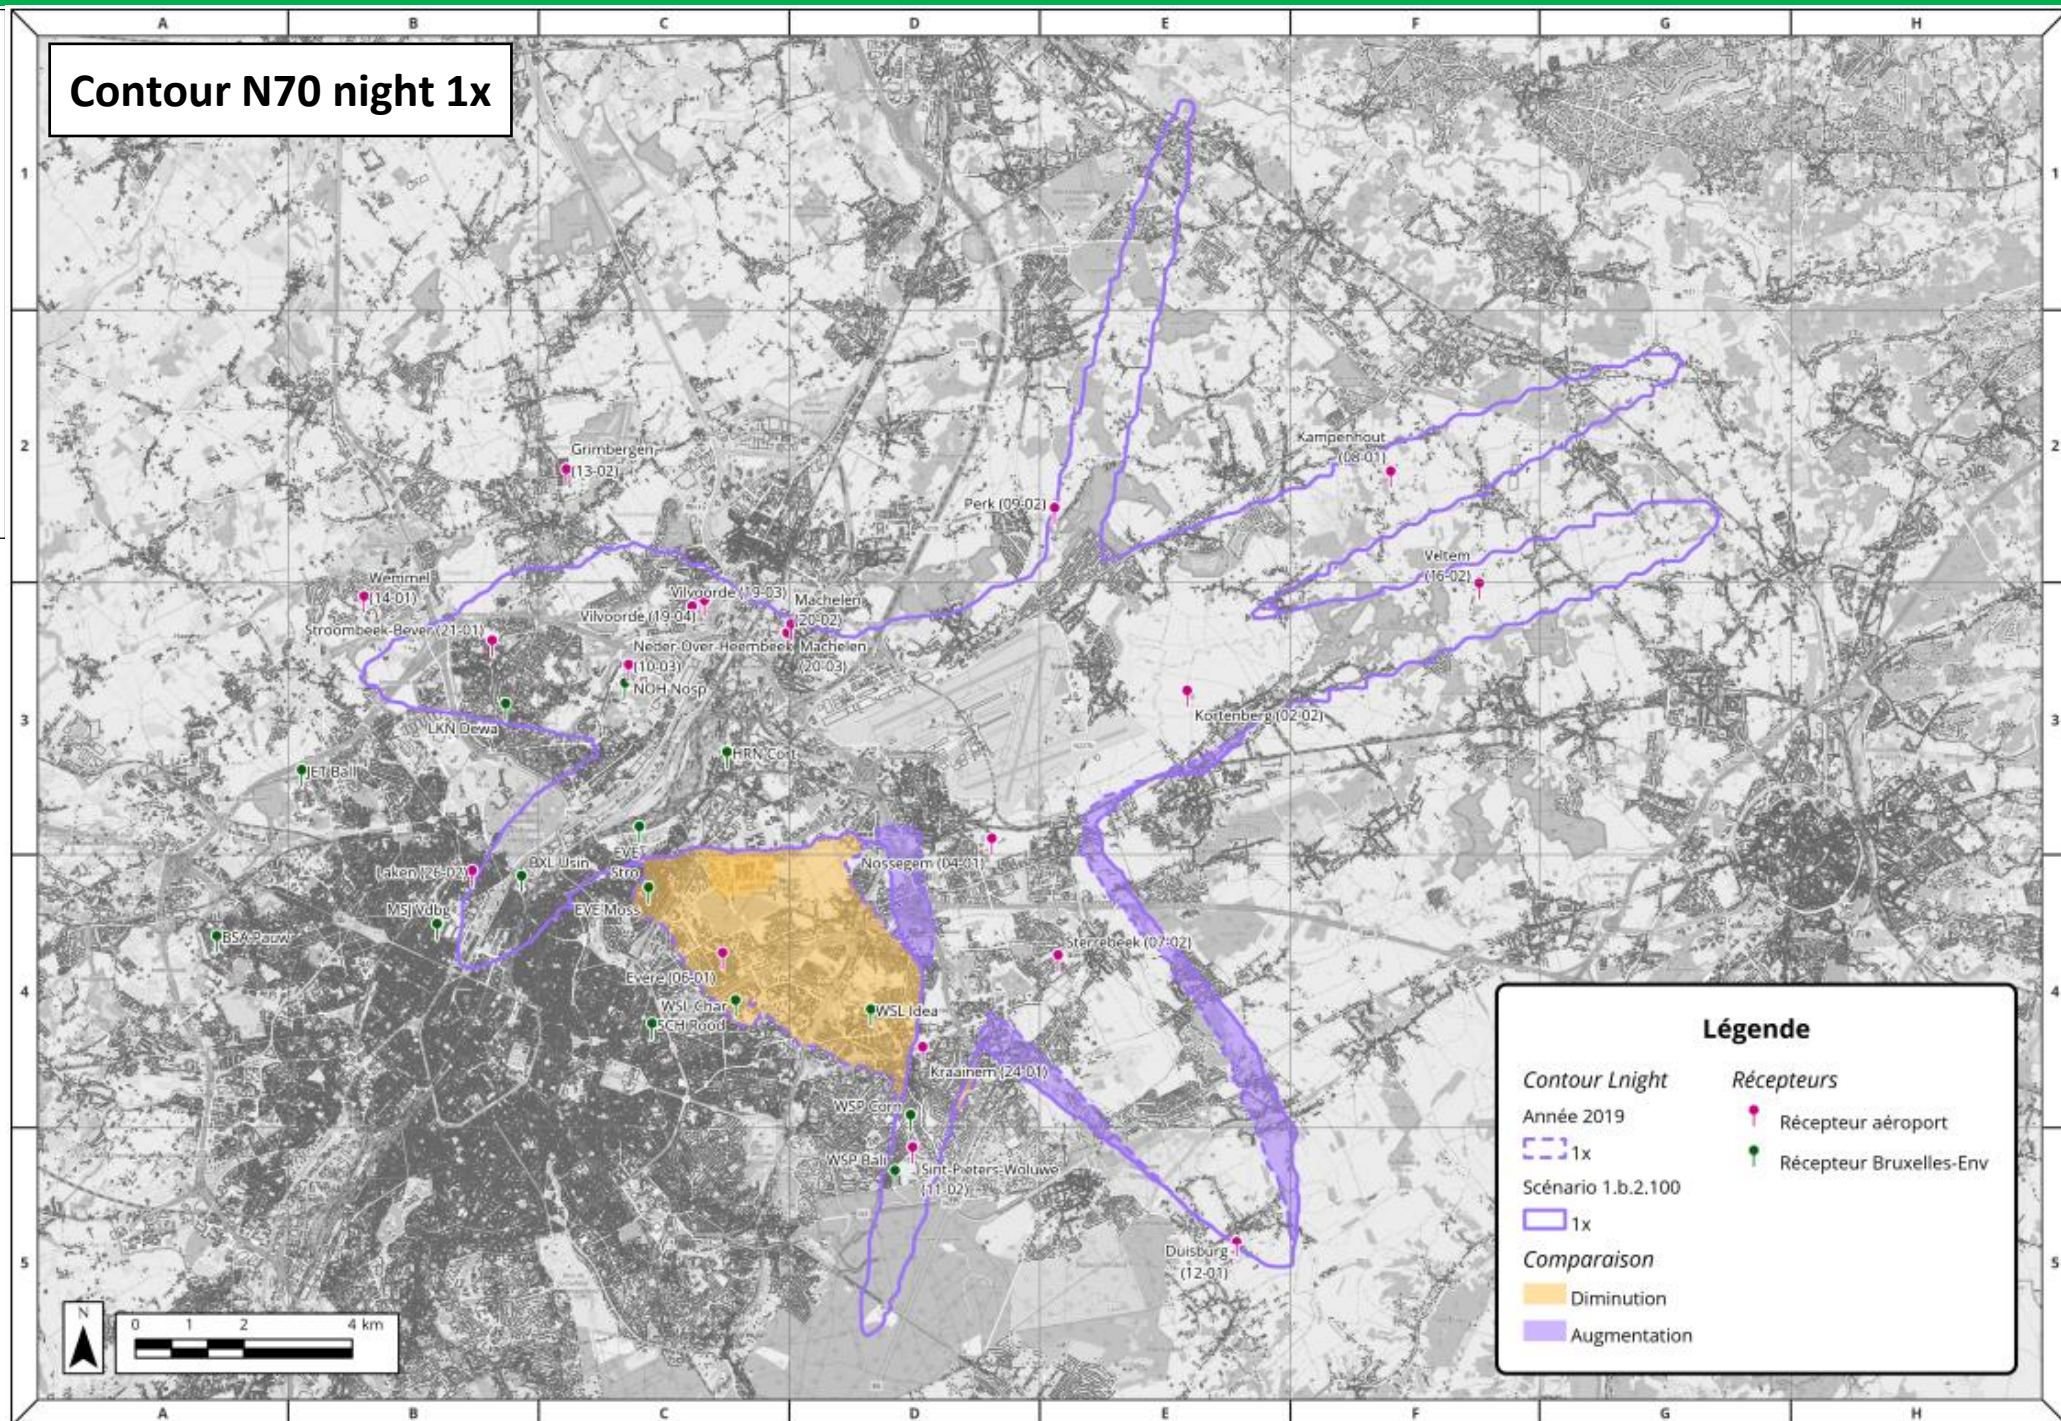 A B C D E F G H
Contour N70 night 1x
1 1
2 2
Grimbergen
(13-02)
Kampenhout
(08-01)
Perk (09-02)
Veltem
(16-02)
Wemmel
(14-01)
Vilvoorde (19-03)
Machelen
(20-02)
Vilvoorde (19-04)
Stroombeek-Bever (21-01)
Neder-Over-Heembeek
(10-03)
Machelen
(20-03)
NOH Nosp
Kortenberg (02-02)
3 3
LKN Dewa
HRN Cort
JET Ball
EVE
Stro
BXL Usin
Nossegem (04-01)
Laken (26-02)
MSJ Vdbg
EVE Moss
BSA Pauw
Sterrebeek (07-02)
Evere (06-01)
4 4
WSL Char
WSL Idea
SCH Rood
Kraainem (24-01)
WSP Corn
WSP Bali
Sint-Pieters-Woluwe
(11-02)
Duisburg
(12-01)
5 5
Légende
Contour Lnight
Année 2019
1x
Scénario 1.b.2.100
1x
Comparaison
Diminution
Augmentation
Récepteurs
Récepteur aéroport
Récepteur Bruxelles-Env
N
0 1 2 4 km
A B C D E F G H